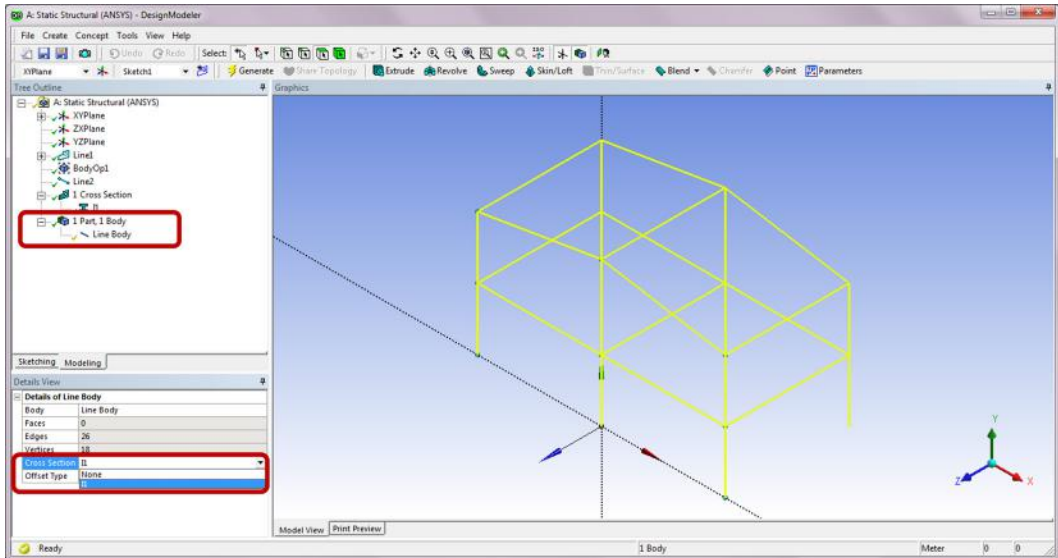 A: Static Structural (ANSYS) - DesignModeler
File Create Concept Tools View Help
Undo Redo Select:
XYPlane Sketch1 Generate Share Topology Extrude Revolve Sweep Skin/Loft Thin/Surface Blend Chamfer Point Parameters
Tree Outline
A: Static Structural (ANSYS)
XYPlane
ZXPlane
YZPlane
Line1
BodyOp1
Line2
1 Cross Section
I1
1 Part, 1 Body
Line Body
Sketching Modeling
Details View
Details of Line Body
Body Line Body
Faces 0
Edges 26
Vertices 18
Cross Section I1
Offset Type None
I1
Graphics
Y
Z
X
Model View Print Preview
Ready 1 Body Meter 0 0